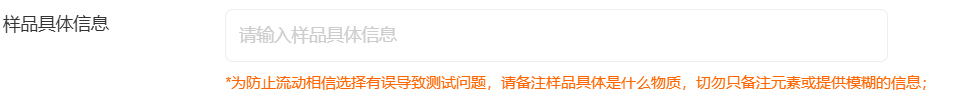 样品具体信息
请输入样品具体信息
*为防止流动相信选择有误导致测试问题，请备注样品具体是什么物质，切勿只备注元素或提供模糊的信息；